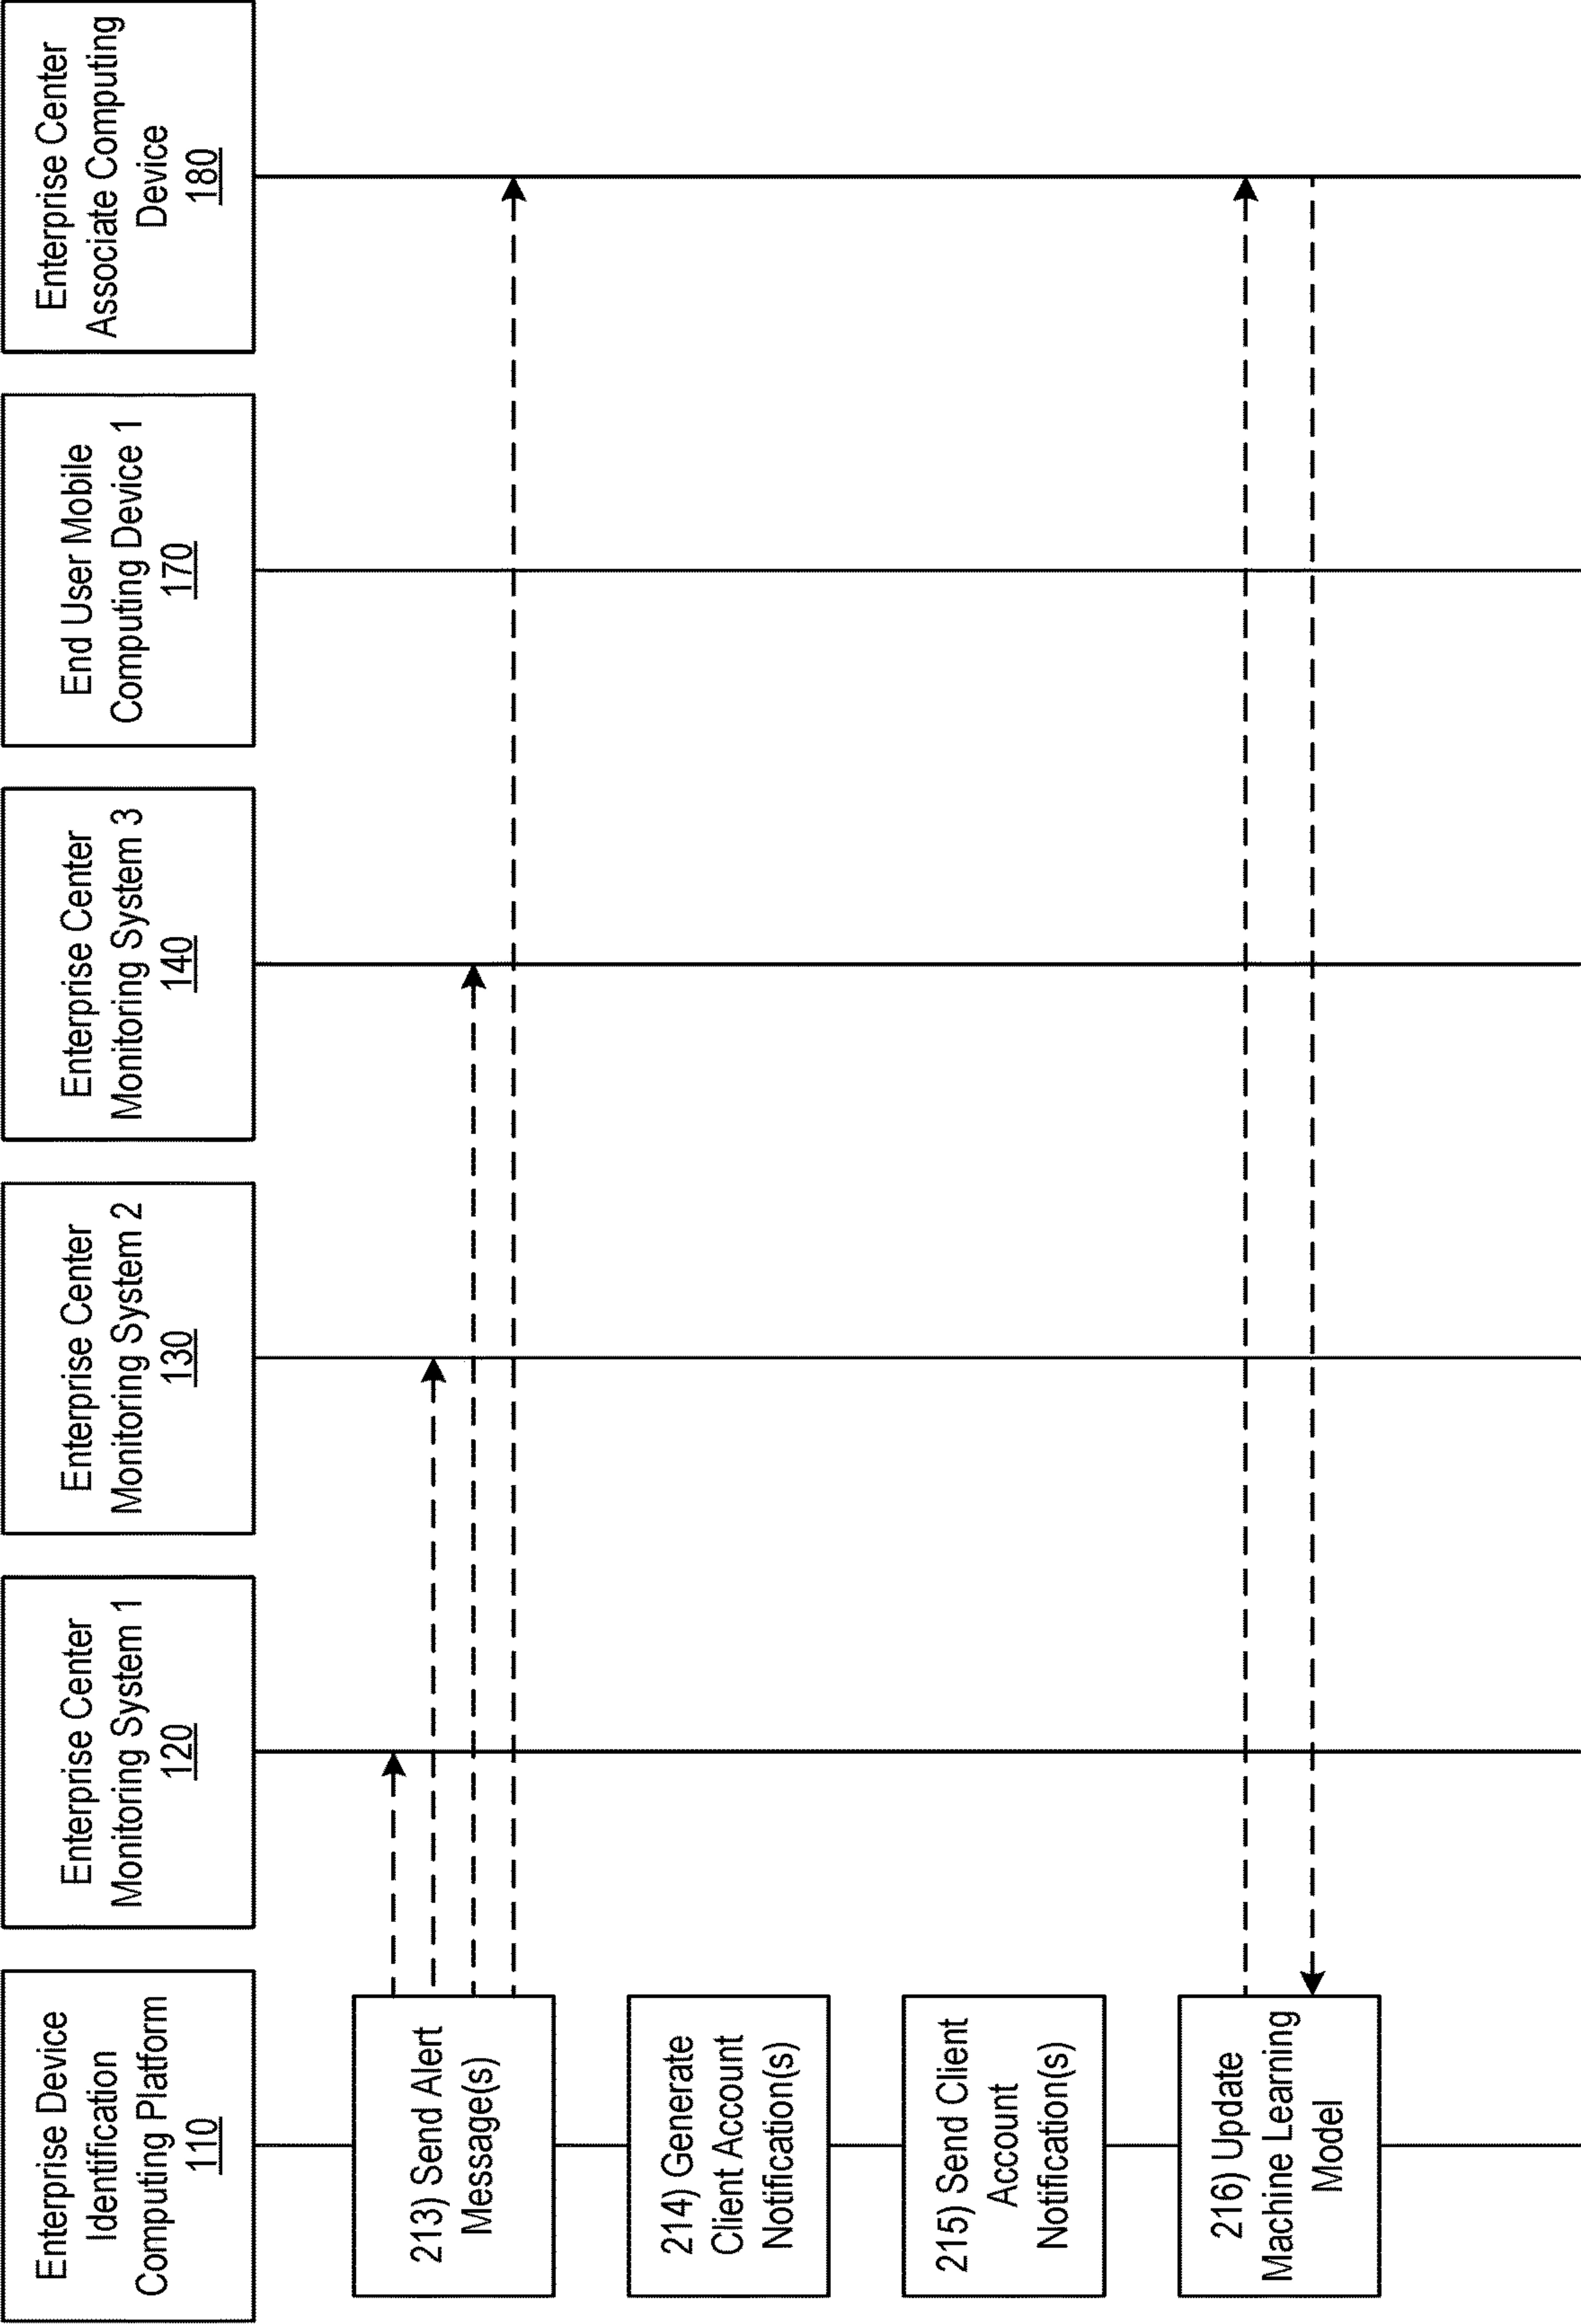 Enterprise Device
Identification
Computing Platform
110
Enterprise Center
Monitoring System 1
120
Enterprise Center
Monitoring System 2
130
Enterprise Center
Monitoring System 3
140
End User Mobile
Computing Device 1
170
Enterprise Center
Associate Computing
Device
180
213) Send Alert
Message(s)
214) Generate
Client Account
Notification(s)
215) Send Client
Account
Notification(s)
216) Update
Machine Learning
Model